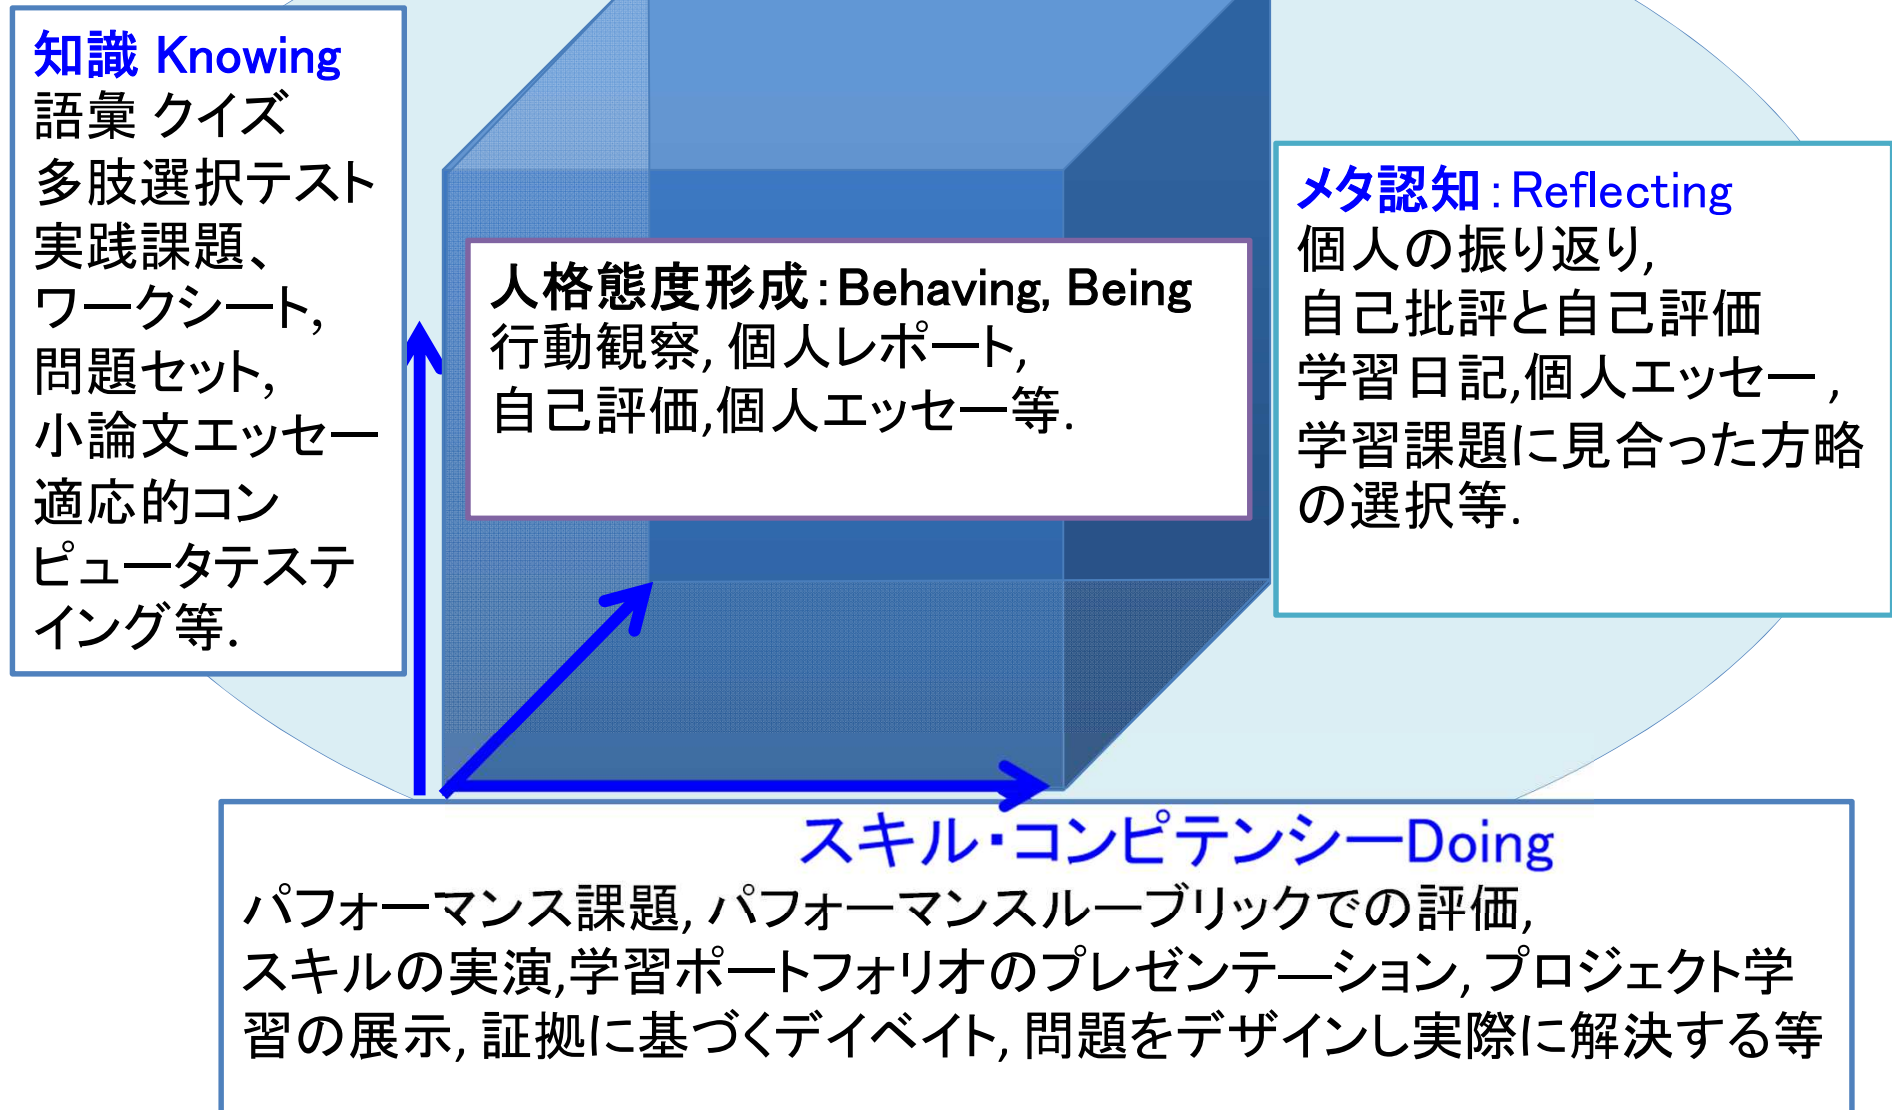 知識 Knowing
語彙 クイズ
多肢選択テスト
実践課題、
ワークシート,
問題セット,
小論文エッセー
適応的コン
ピュータテステ
イング等.
人格態度形成：Behaving, Being
行動観察, 個人レポート,
自己評価,個人エッセー等.
メタ認知：Reflecting
個人の振り返り,
自己批評と自己評価
学習日記,個人エッセー ,
学習課題に見合った方略
の選択等.
スキル・コンピテンシーDoing
パフォーマンス課題, パフォーマンスルーブリックでの評価,
スキルの実演,学習ポートフォリオのプレゼンテ―ション, プロジェクト学
習の展示, 証拠に基づくデイベイト, 問題をデザインし実際に解決する等